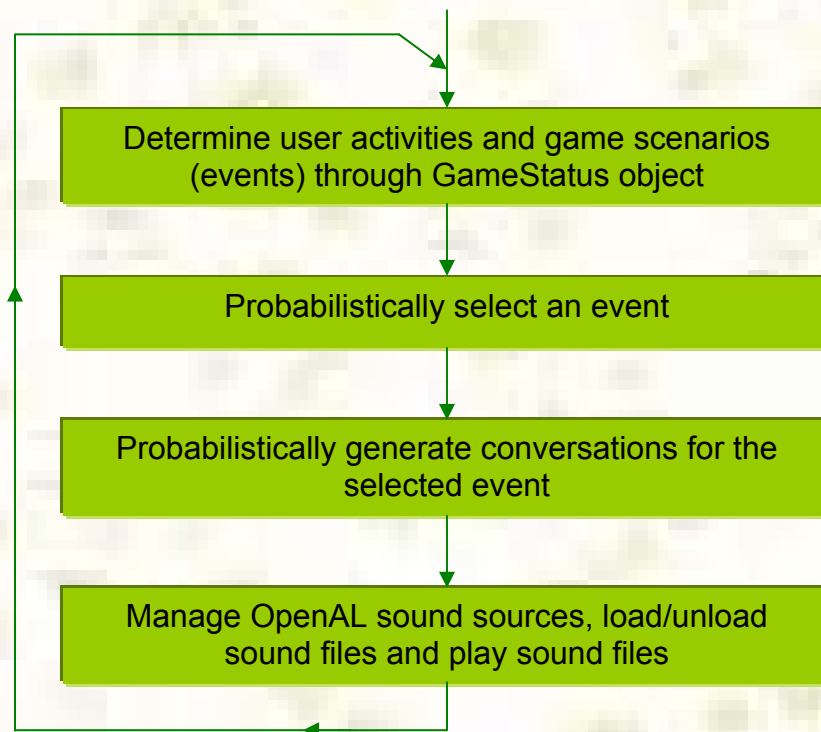 Determine user activities and game scenarios
(events) through GameStatus object
Probabilistically select an event
Probabilistically generate conversations for the
selected event
Manage OpenAL sound sources, load/unload
sound files and play sound files